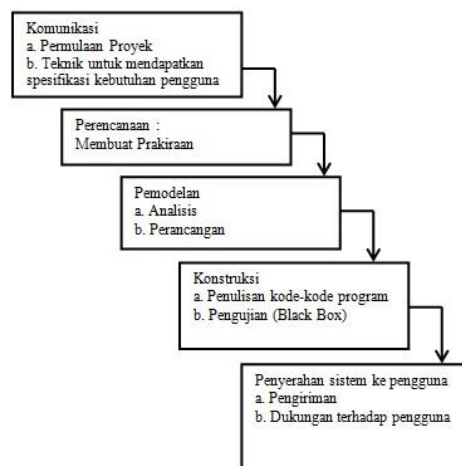 Komunikasi
a. Permulaan Proyek
b. Teknik untuk mendapatkan
spesifikasi kebutuhan pengguna
Perencanaan :
Membuat Prakiraan
Pemodelan
a. Analisis
b. Perancangan
Konstruksi
a. Penulisan kode-kode program
b. Pengujian (Black Box)
Penyerahan sistem ke pengguna
a. Pengiriman
b. Dukungan terhadap pengguna